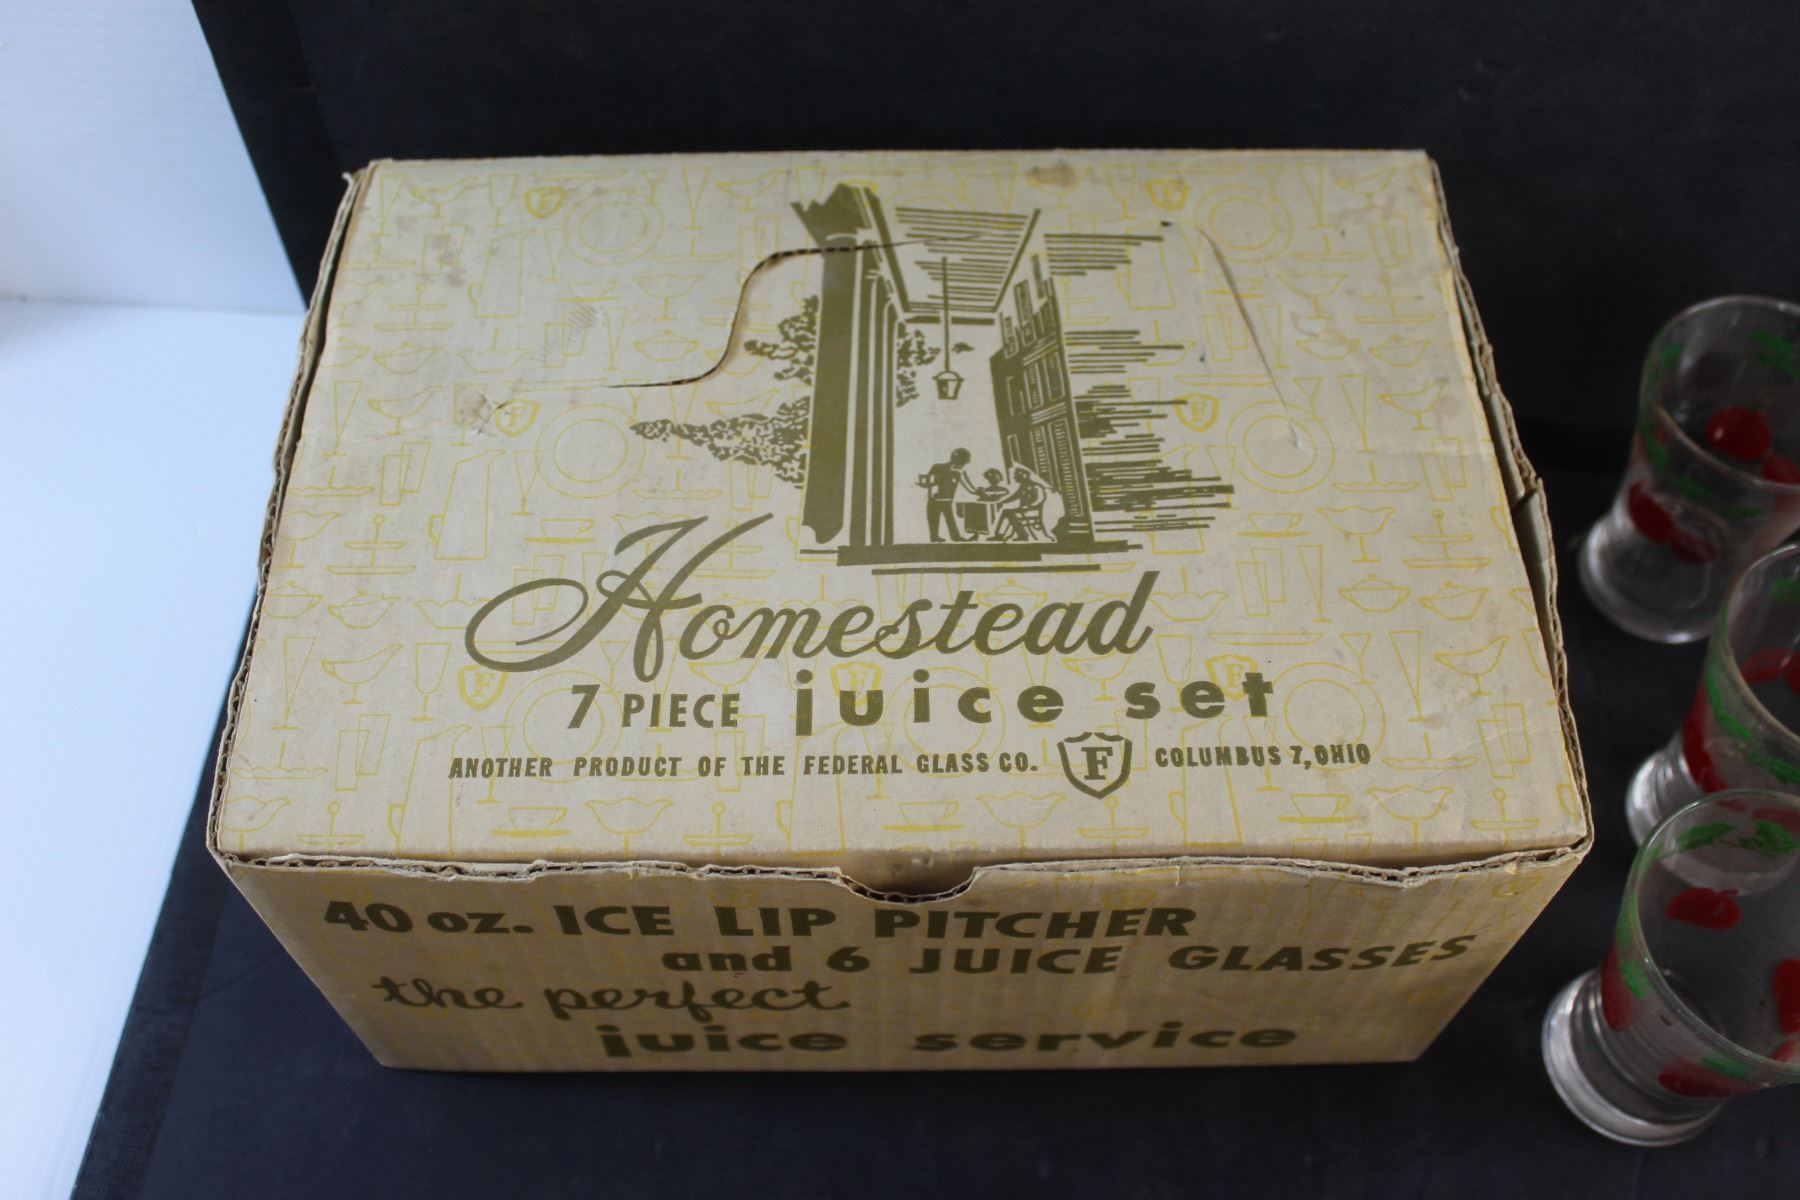 Homestead
7 PIECE juice set
ANOTHER PRODUCT OF THE FEDERAL GLASS CO. F COLUMBUS 7, OHIO
40 oz. ICE LIP PITCHER
and 6 JUICE GLASSES
the perfect
juice service